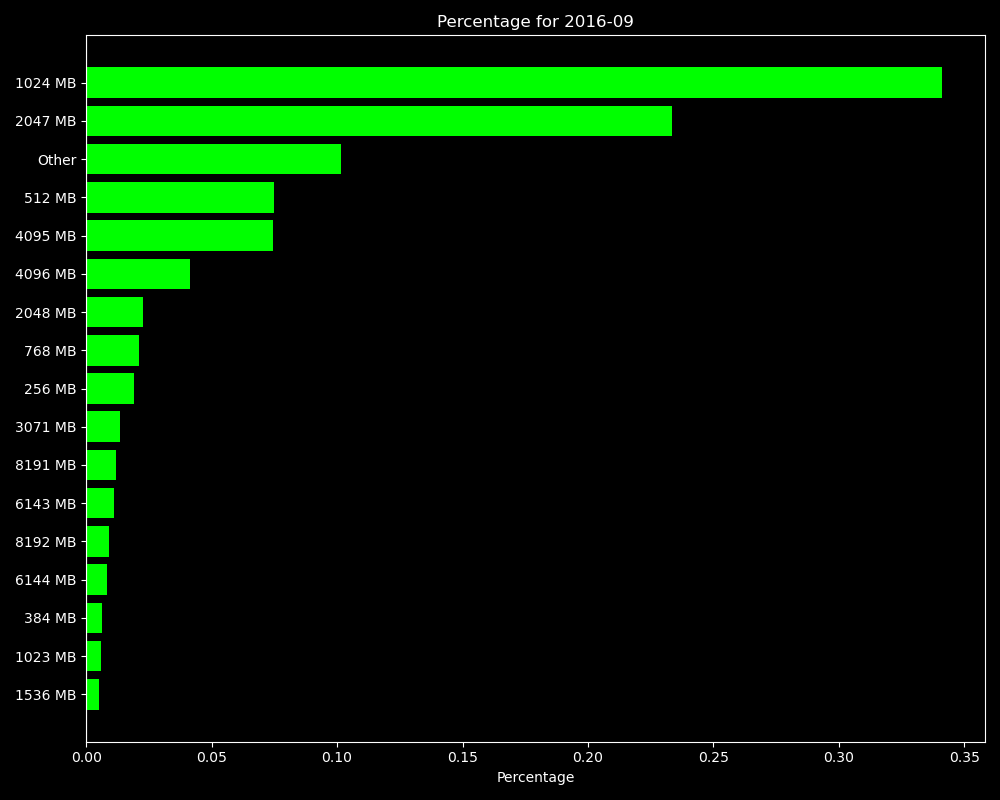 Percentage for 2016-09
1024 MB
2047 MB
Other
512 MB
4095 MB
4096 MB
2048 MB
768 MB
256 MB
3071 MB
8191 MB
6143 MB
8192 MB
6144 MB
384 MB
1023 MB
1536 MB
0.00 0.05 0.10 0.15 0.20 0.25 0.30 0.35
Percentage